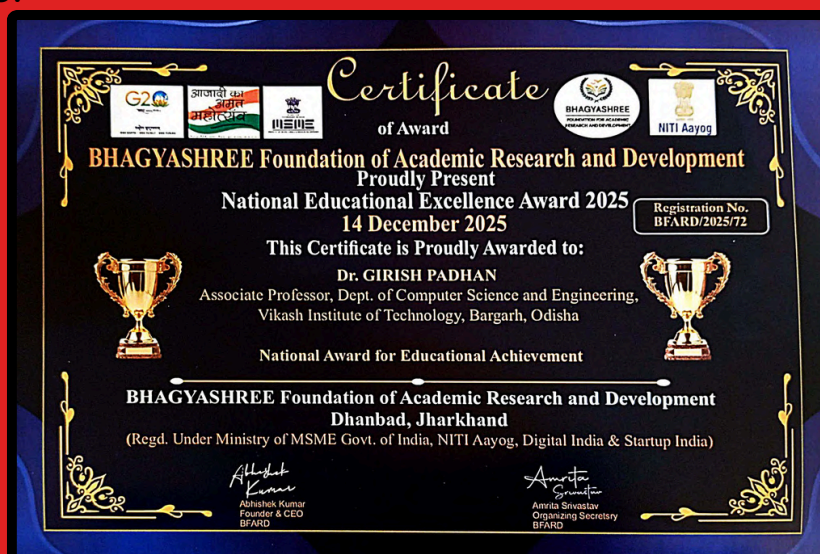 Certificate
of Award
G20
आज़ादी का
अमृत
महोत्सव
MSME
BHAGYASHREE
FOUNDATION FOR ACADEMIC
RESEARCH AND DEVELOPMENT
NITI Aayog
BHAGYASHREE Foundation of Academic Research and Development
Proudly Present
National Educational Excellence Award 2025
Registration No.
BFARD/2025/72
14 December 2025
This Certificate is Proudly Awarded to:
Dr. GIRISH PADHAN
Associate Professor, Dept. of Computer Science and Engineering,
Vikash Institute of Technology, Bargarh, Odisha
National Award for Educational Achievement
BHAGYASHREE Foundation of Academic Research and Development
Dhanbad, Jharkhand
(Regd. Under Ministry of MSME Govt. of India, NITI Aayog, Digital India & Startup India)
Abhishek
Kumar
Abhishek Kumar
Founder & CEO
BFARD
Amrita
Srivastav
Amrita Srivastav
Organizing Secretsry
BFARD